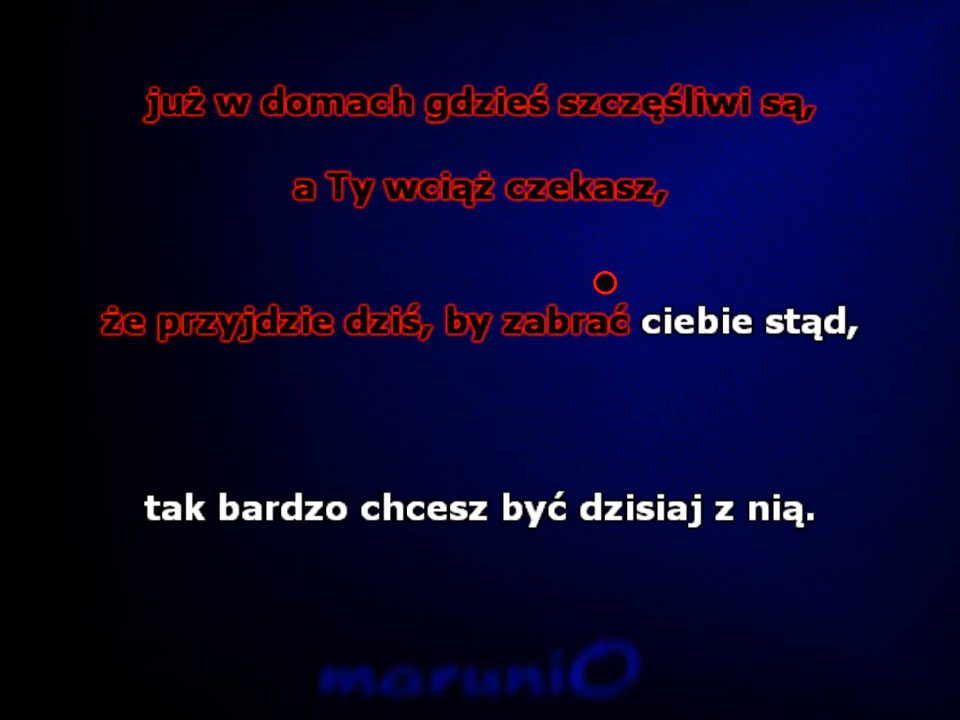 już w domach gdzieś szczęśliwi są,
a Ty wciąż czekasz,
że przyjdzie dziś, by zabrać ciebie stąd,
tak bardzo chcesz być dzisiaj z nią.
maruniO